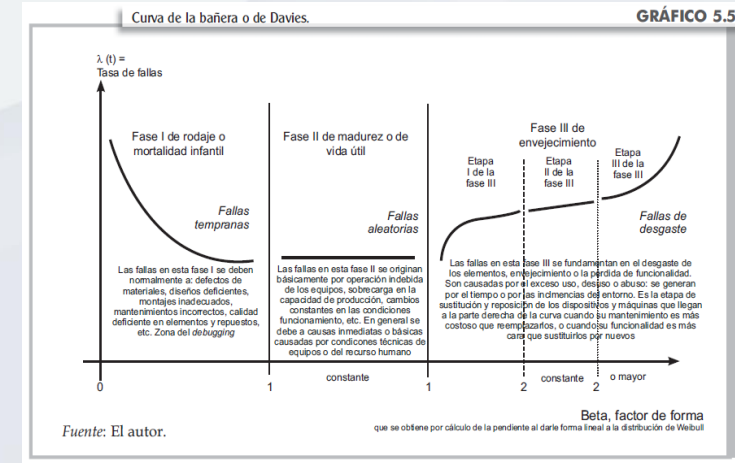 Curva de la bañera o de Davies.
GRÁFICO 5.5
λ (t) =
Tasa de fallas
Fase I de rodaje o
mortalidad infantil
Fallas
tempranas
Las fallas en esta fase I se deben
normalmente a: defectos de
materiales, diseños deficientes,
montajes inadecuados,
mantenimientos incorrectos, calidad
deficiente en elementos y repuestos,
etc. Zona del debugging
Fase II de madurez o de
vida útil
Fallas
aleatorias
Las fallas en esta fase II se originan
básicamente por operación indebida
de los equipos, sobrecarga en la
capacidad de producción, cambios
constantes en las condiciones
funcionamiento, etc. En general se
debe a causas inmediatas o básicas
causadas por condicones técnicas de
equipos o del recurso humano
Fase III de
envejecimiento
Etapa
I de la
fase III
Etapa
II de la
fase III
Etapa
III de la
fase III
Fallas de
desgaste
Las fallas en esta fase III se fundamentan en el desgaste de
los elementos, envejecimiento o la pérdida de funcionalidad.
Son causadas por el exceso uso, desuso o abuso: se generan
por el tiempo o por las inclmencias del entorno. Es la etapa de
sustitución y reposición de los dispositivos y máquinas que llegan
a la parte derecha de la curva cuando su mantenimiento es más
costoso que reemplazarlos, o cuando su funcionalidad es más
cara que sustituirlos por nuevos
0
1
constante
1
2
constante
2
o mayor
Beta, factor de forma
que se obtiene por cálculo de la pendiente al darle forma lineal a la distribución de Weibull
Fuente: El autor.